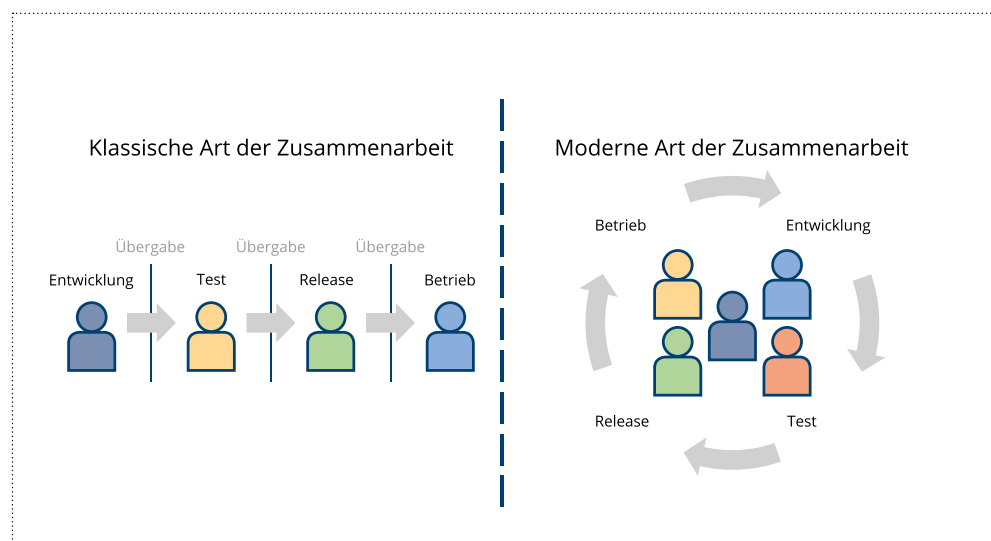 Klassische Art der Zusammenarbeit
Übergabe Übergabe Übergabe
Entwicklung Test Release Betrieb
Moderne Art der Zusammenarbeit
Betrieb Entwicklung
Release Test